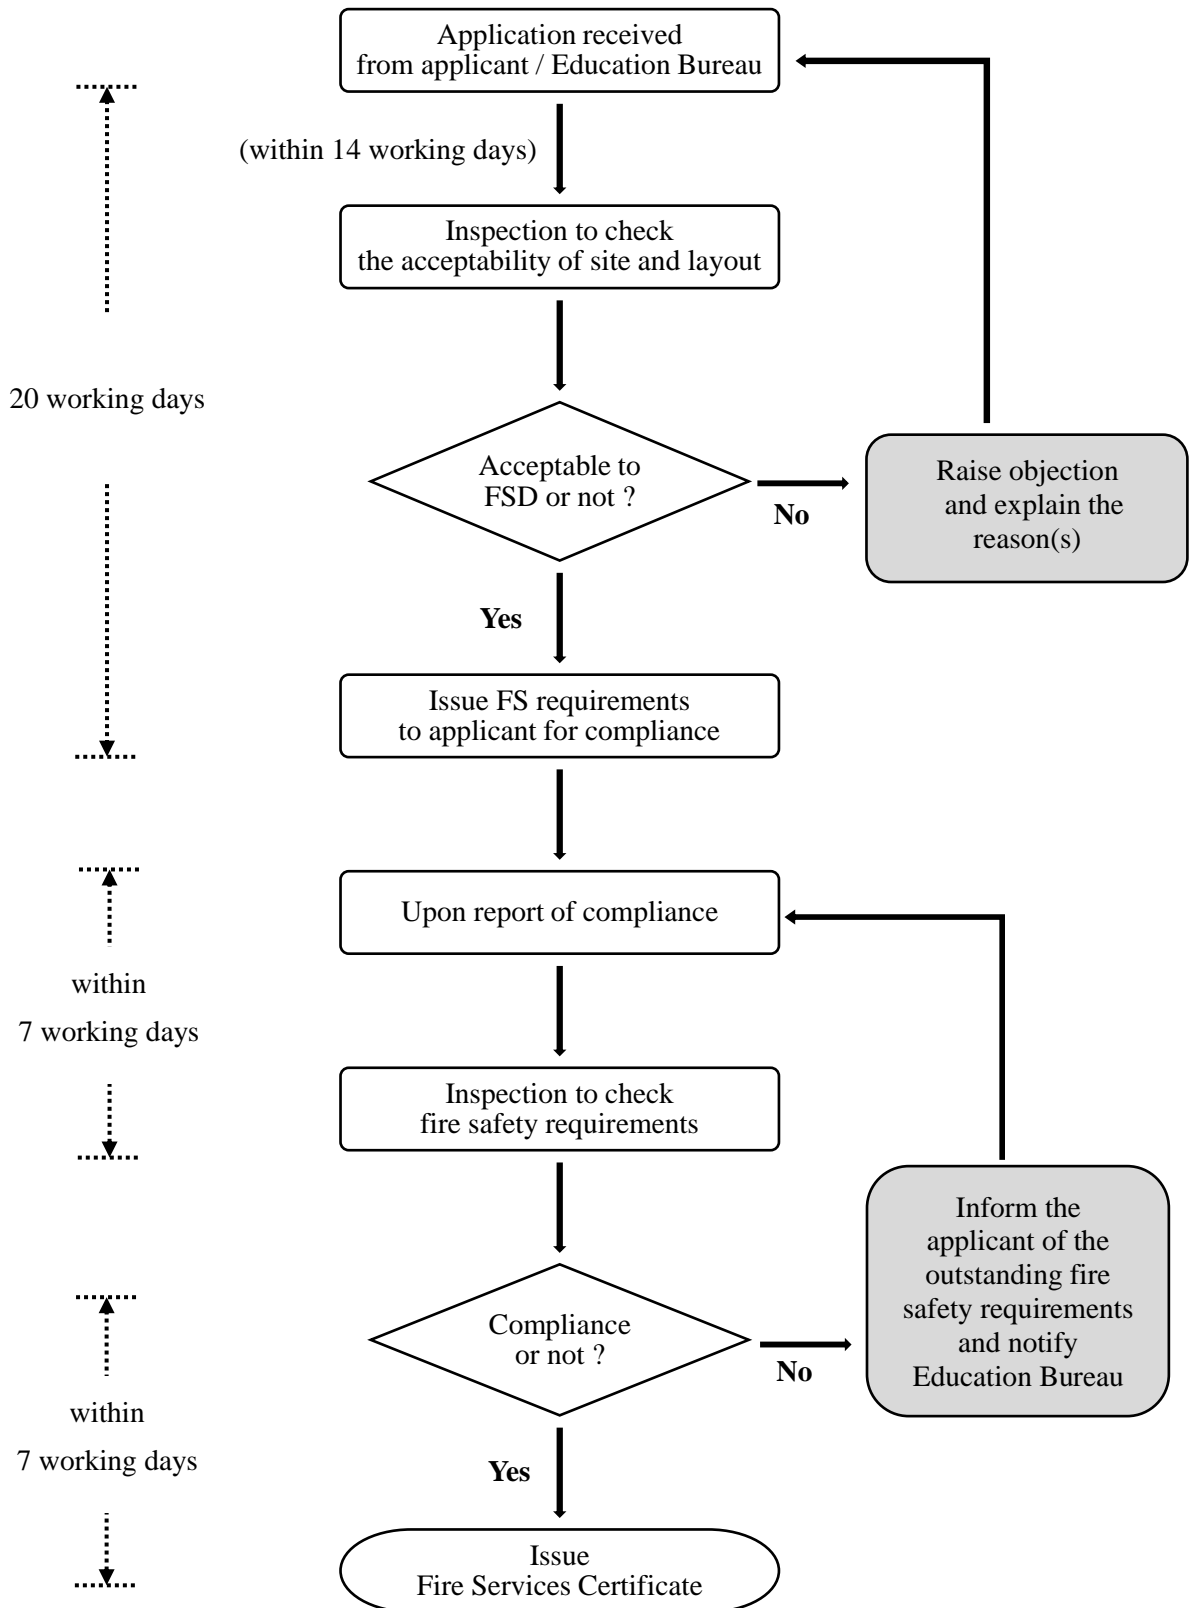 Application received
from applicant / Education Bureau
(within 14 working days)
Inspection to check
the acceptability of site and layout
20 working days
Acceptable to
FSD or not ?
No
Raise objection
and explain the
reason(s)
Yes
Issue FS requirements
to applicant for compliance
Upon report of compliance
within
7 working days
Inspection to check
fire safety requirements
Compliance
or not ?
No
Inform the
applicant of the
outstanding fire
safety requirements
and notify
Education Bureau
within
7 working days
Yes
Issue
Fire Services Certificate